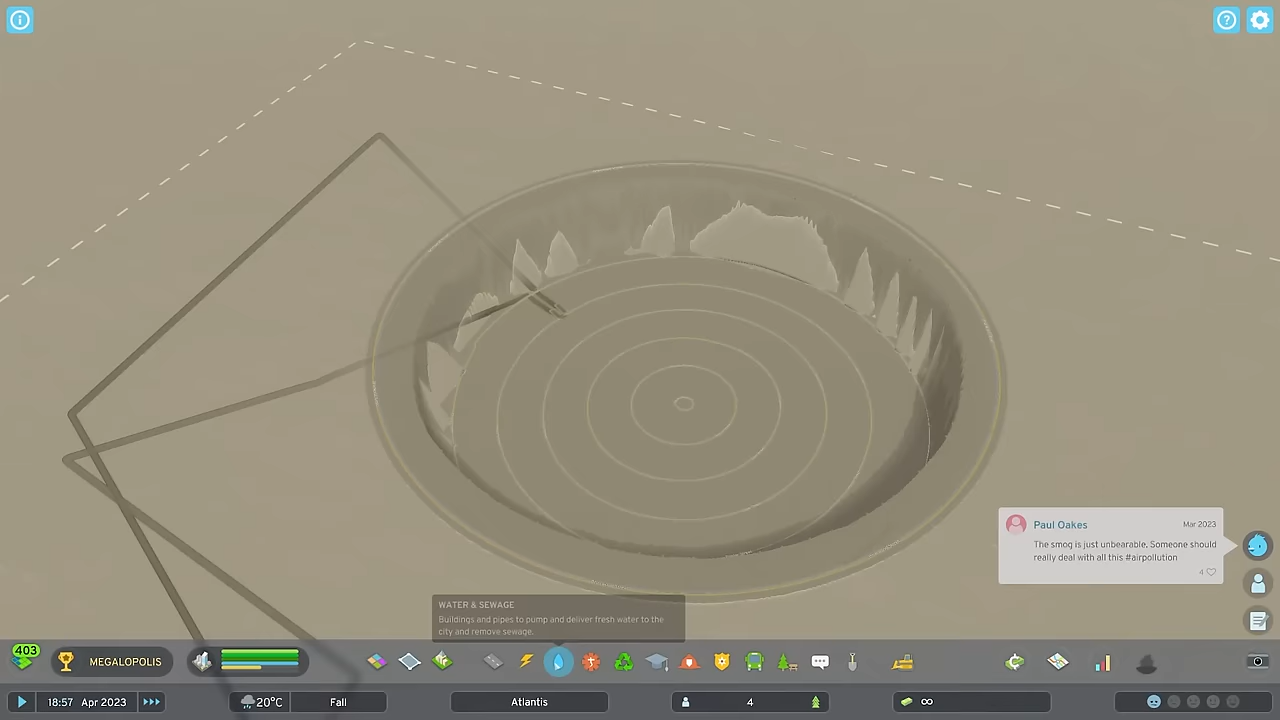 Paul Oakes
Mar 2023
The smog is just unbearable. Someone should
really deal with all this #airpollution
4
WATER & SEWAGE
Buildings and pipes to pump and deliver fresh water to the
city and remove sewage.
403
MEGALOPOLIS
18:57 Apr 2023
20°C
Fall
Atlantis
4
∞